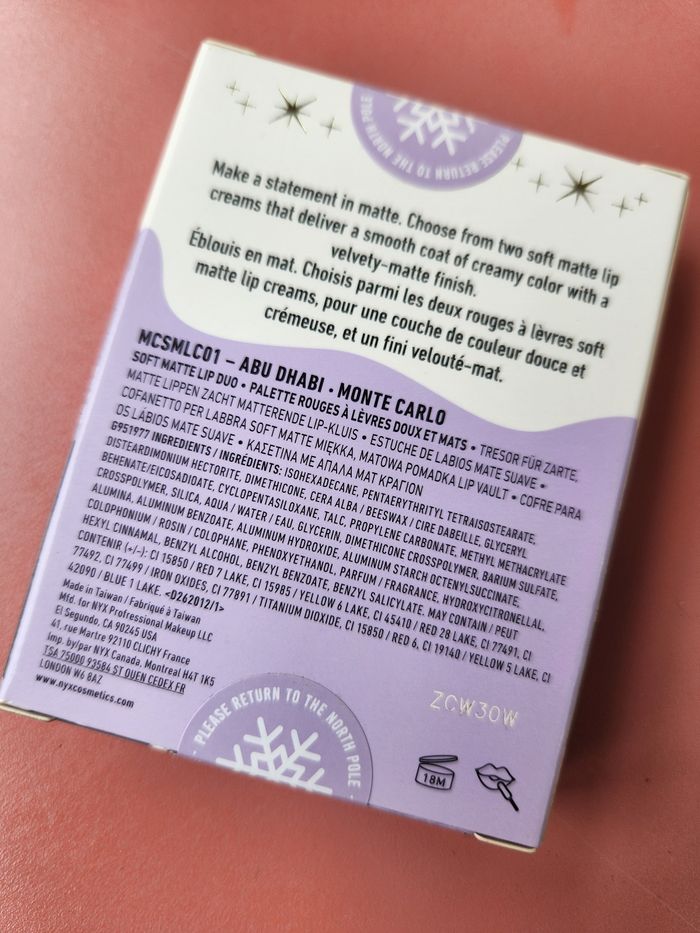 PLEASE RETURN TO THE NORTH POLE
Make a statement in matte. Choose from two soft matte lip
creams that deliver a smooth coat of creamy color with a
velvety-matte finish.
Éblouis en mat. Choisis parmi les deux rouges à lèvres soft
matte lip creams, pour une couche de couleur douce et
crémeuse, et un fini velouté-mat.
MCSMLC01 – ABU DHABI • MONTE CARLO
SOFT MATTE LIP DUO • PALETTE ROUGES À LÈVRES DOUX ET MATS • TRESOR FÜR ZARTE,
MATTE LIPPEN ZACHT MATTERENDE LIP-KLUIS • ESTUCHE DE LABIOS MATE SUAVE •
COFANETTO PER LABBRA SOFT MATTE MIĘKKA, MATOWA POMADKA LIP VAULT • COFRE PARA
OS LÁBIOS MATE SUAVE • ΚΑΣΕΤΙΝΑ ΜΕ ΑΠΑΛΑ ΜΑΤ ΚΡΑΓΙΟΝ
G951977 INGREDIENTS / INGRÉDIENTS: ISOHEXADECANE, PENTAERYTHRITYL TETRAISOSTEARATE,
DISTEARDIMONIUM HECTORITE, DIMETHICONE, CERA ALBA / BEESWAX / CIRE DABEILLE, GLYCERYL
BEHENATE/EICOSADIOATE, CYCLOPENTASILOXANE, TALC, PROPYLENE CARBONATE, METHYL METHACRYLATE
CROSSPOLYMER, SILICA, AQUA / WATER / EAU, GLYCERIN, DIMETHICONE CROSSPOLYMER, BARIUM SULFATE,
ALUMINA, ALUMINUM BENZOATE, ALUMINUM HYDROXIDE, ALUMINUM STARCH OCTENYLSUCCINATE,
COLOPHONIUM / ROSIN / COLOPHANE, PHENOXYETHANOL, PARFUM / FRAGRANCE, HYDROXYCITRONELLAL,
HEXYL CINNAMAL, BENZYL ALCOHOL, BENZYL BENZOATE, BENZYL SALICYLATE. MAY CONTAIN / PEUT
CONTENIR (+/-): CI 15850 / RED 7 LAKE, CI 15985 / YELLOW 6 LAKE, CI 45410 / RED 28 LAKE, CI 77491, CI
77492, CI 77499 / IRON OXIDES, CI 77891 / TITANIUM DIOXIDE, CI 15850 / RED 6, CI 19140 / YELLOW 5 LAKE, CI
42090 / BLUE 1 LAKE. <D262012/1>
Made in Taiwan / Fabriqué à Taiwan
Mfg. for NYX Professional Makeup LLC
El Segundo, CA 90245 USA
41, rue Martre 92110 CLICHY France
Imp. by/par NYX Canada, Montreal H4T 1K5
TSA 75000 93584 ST OUEN CEDEX.FR
LONDON W6 8AZ
www.nyxcosmetics.com
ZCW30W
PLEASE RETURN TO THE NORTH POLE
18M